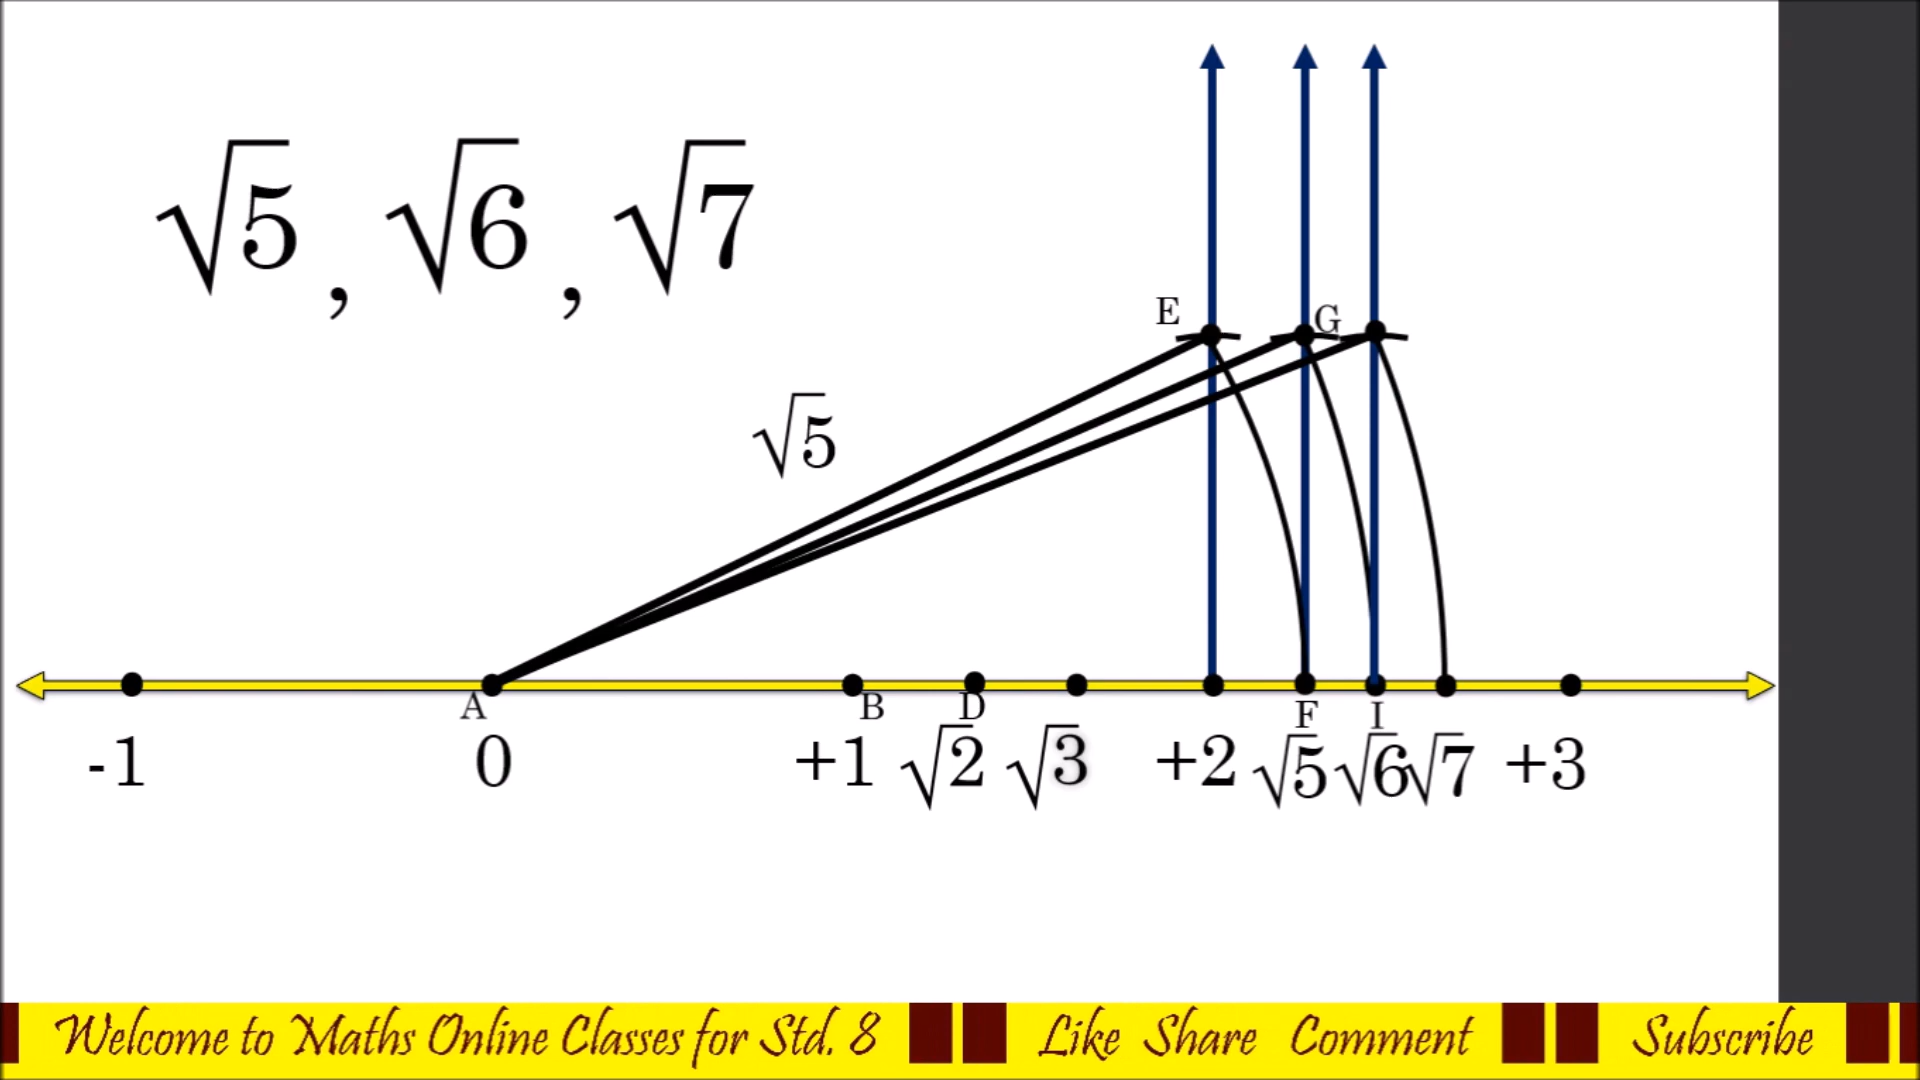 √5 , √6 , √7
E
G
√5
A B D F I
-1 0 +1 √2 √3 +2 √5 √6 √7 +3
Welcome to Maths Online Classes for Std. 8 Like Share Comment Subscribe